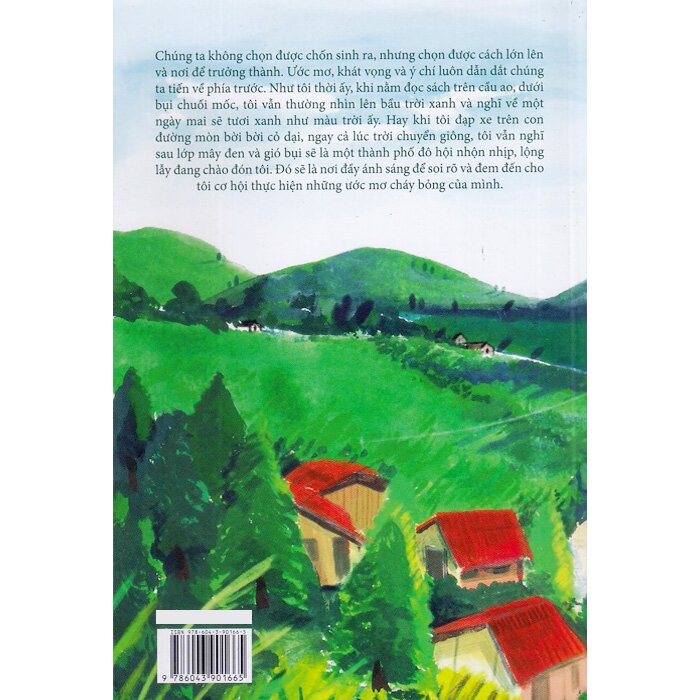 Chúng ta không chọn được chốn sinh ra, nhưng chọn được cách lớn lên
và nơi để trưởng thành. Ước mơ, khát vọng và ý chí luôn dẫn dắt chúng
ta tiến về phía trước. Như tôi thời ấy, khi nằm đọc sách trên cầu ao, dưới
bụi chuối mốc, tôi vẫn thường nhìn lên bầu trời xanh và nghĩ về một
ngày mai sẽ tươi xanh như màu trời ấy. Hay khi tôi đạp xe trên con
đường mòn bời bời cỏ dại, ngay cả lúc trời chuyển giông, tôi vẫn nghĩ
sau lớp mây đen và gió bụi sẽ là một thành phố đô hội nhộn nhịp, lộng
lẫy đang chào đón tôi. Đó sẽ là nơi đầy ánh sáng để soi rõ và đem đến cho
tôi cơ hội thực hiện những ước mơ cháy bỏng của mình.
ISBN 978-604-3-90166-5
9 786043 901665